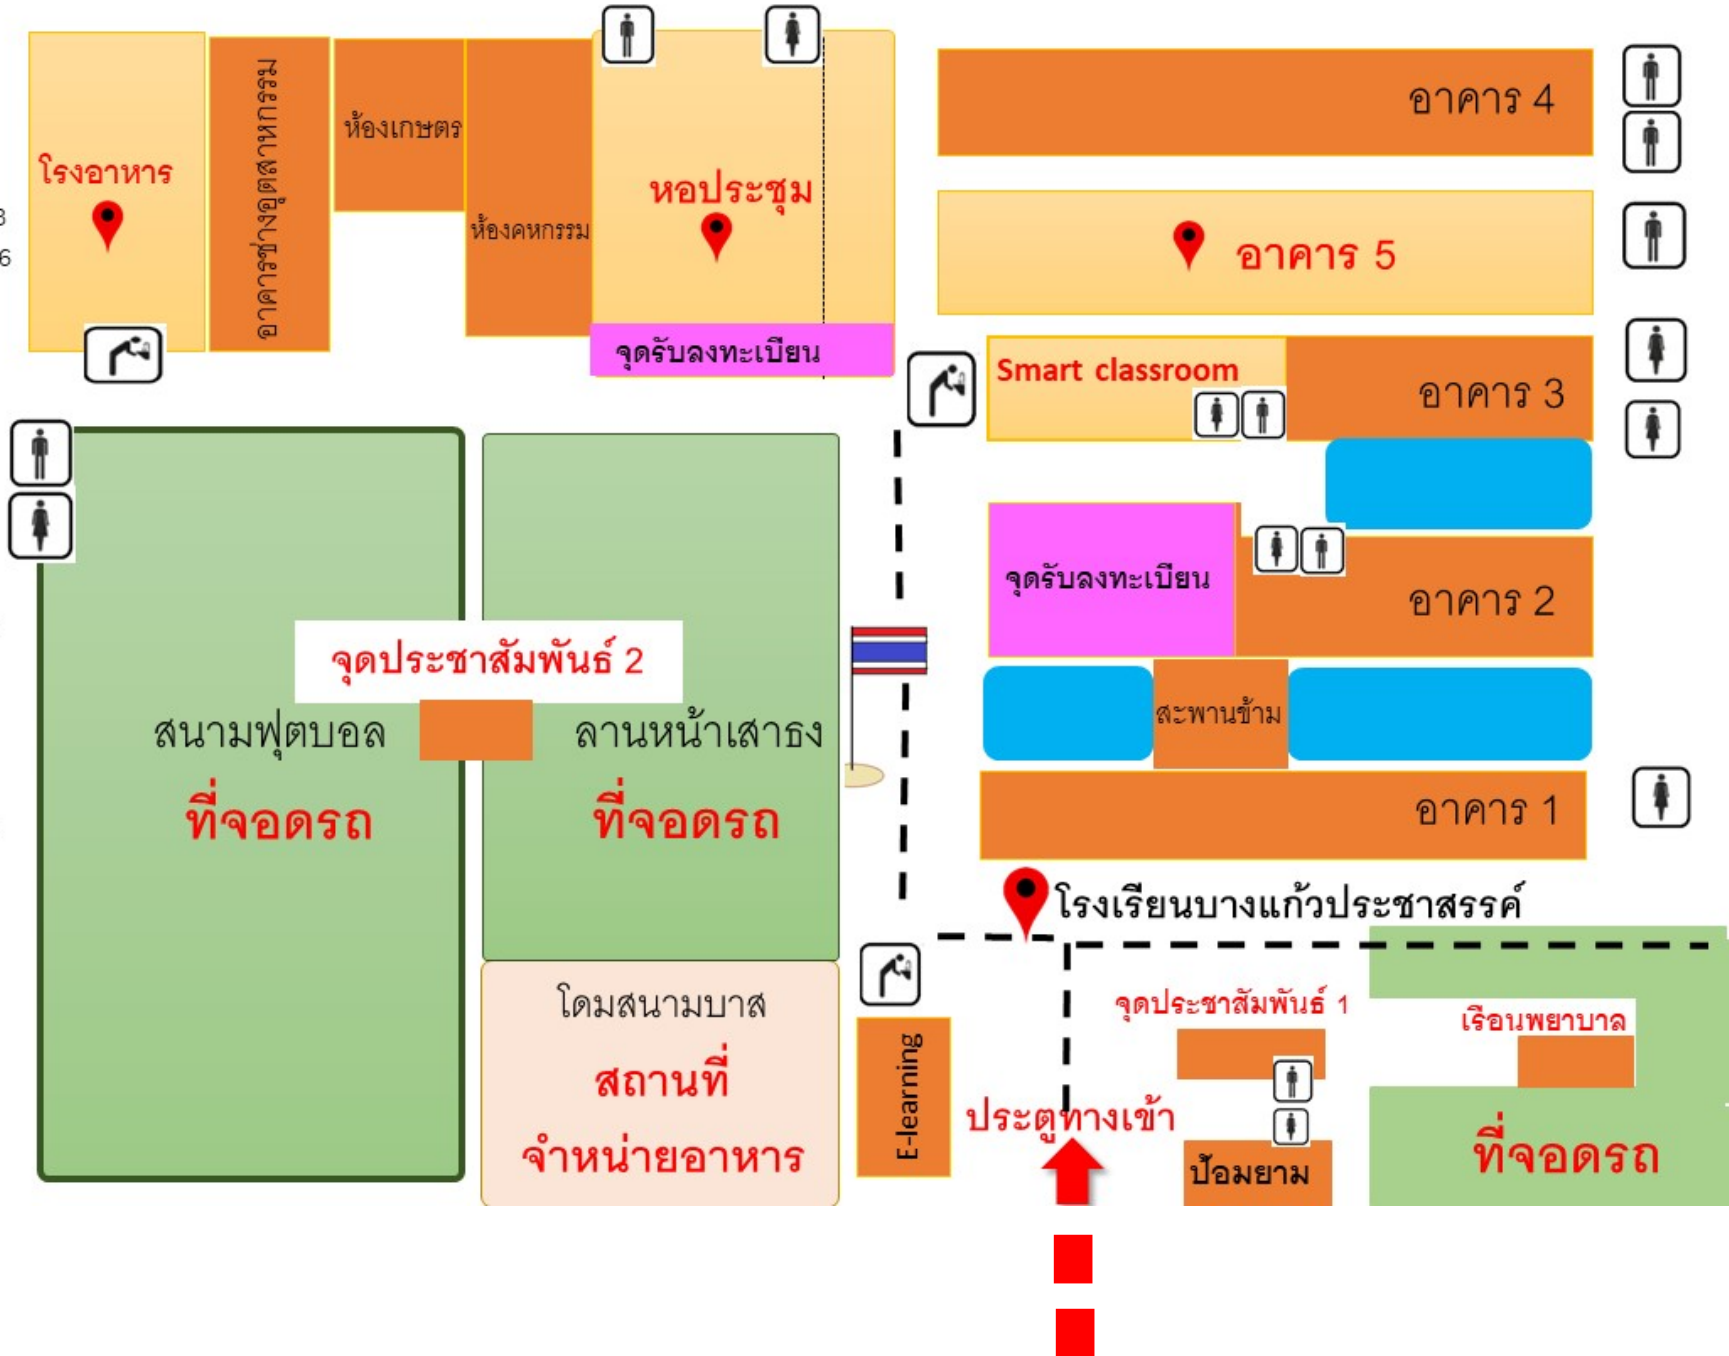 โรงอาหาร
อาคารช่างอุตสาหกรรม
ห้องเกษตร
ห้องคหกรรม
หอประชุม
จุดรับลงทะเบียน
3
6
อาคาร 4
อาคาร 5
Smart classroom
อาคาร 3
จุดรับลงทะเบียน
อาคาร 2
สะพานข้าม
อาคาร 1
จุดประชาสัมพันธ์ 2
สนามฟุตบอล
ที่จอดรถ
ลานหน้าเสาธง
ที่จอดรถ
โรงเรียนบางแก้วประชาสรรค์
โดมสนามบาส
สถานที่
จำหน่ายอาหาร
E-learning
ประตูทางเข้า
จุดประชาสัมพันธ์ 1
ป้อมยาม
เรือนพยาบาล
ที่จอดรถ